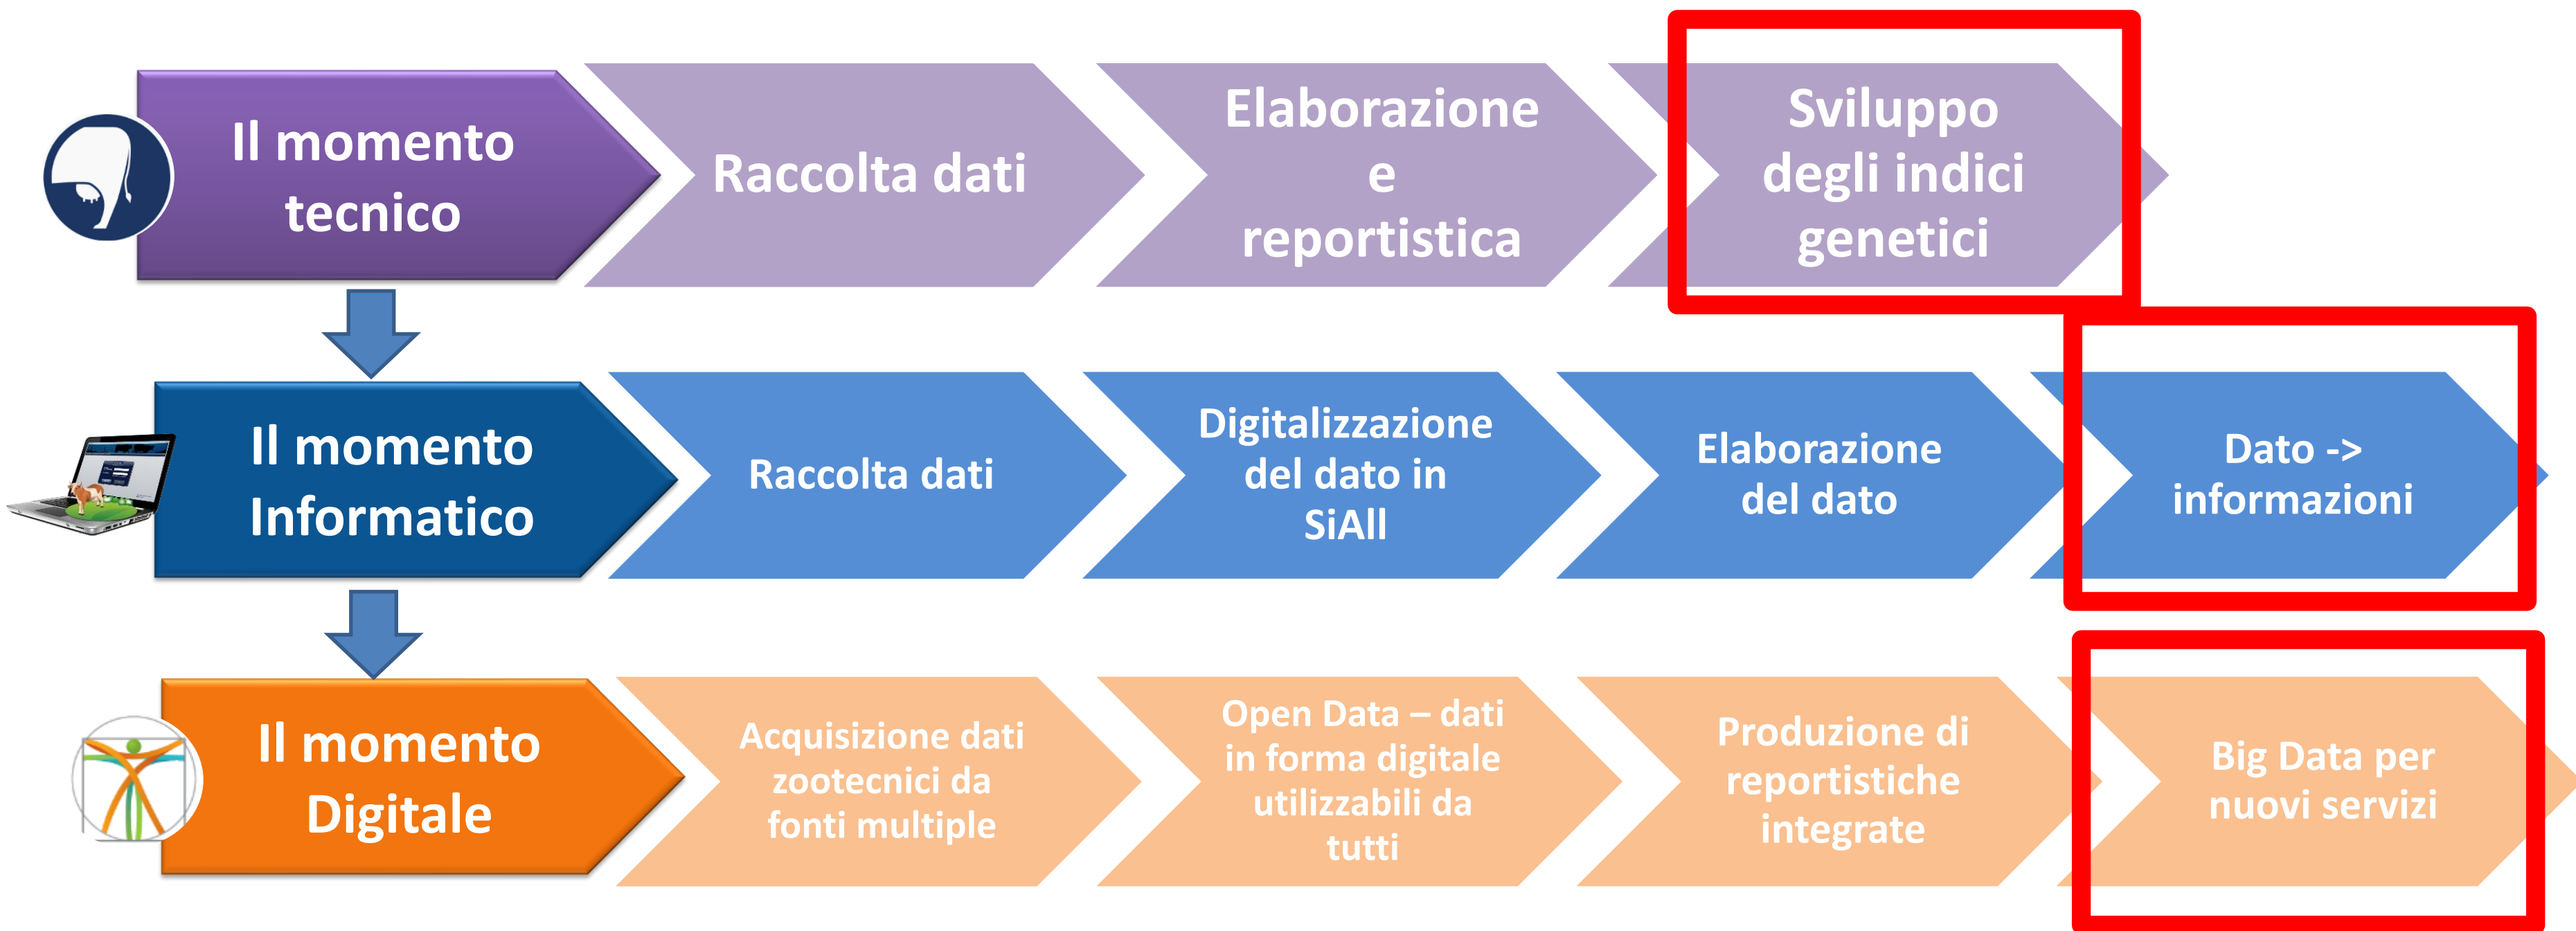 Il momento
tecnico
Raccolta dati
Elaborazione
e
reportistica
Sviluppo
degli indici
genetici
Il momento
Informatico
Raccolta dati
Digitalizzazione
del dato in
SiAll
Elaborazione
del dato
Dato ->
informazioni
Il momento
Digitale
Acquisizione dati
zootecnici da
fonti multiple
Open Data – dati
in forma digitale
utilizzabili da
tutti
Produzione di
reportistiche
integrate
Big Data per
nuovi servizi